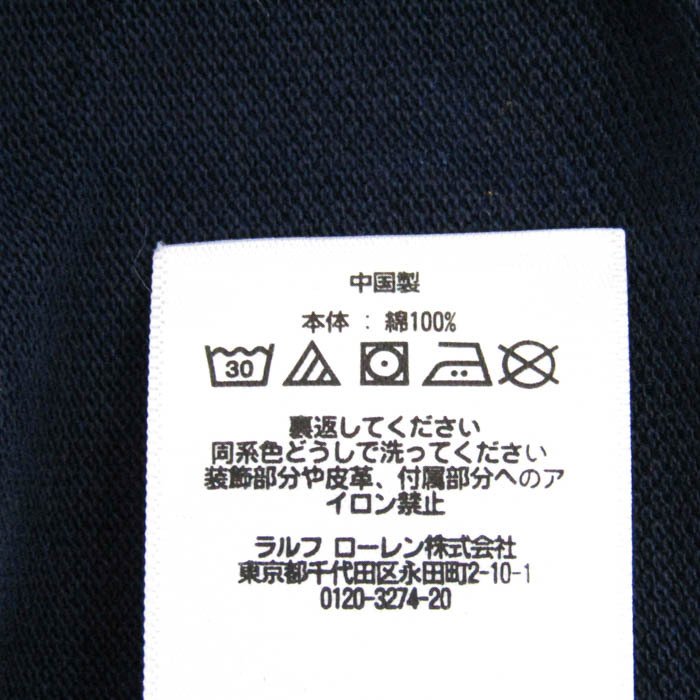 中国製
本体 : 綿100%
30
裏返してください
同系色どうしで洗ってください
装飾部分や皮革、付属部分へのア
イロン禁止
ラルフ ローレン株式会社
東京都千代田区永田町2-10-1
0120-3274-20